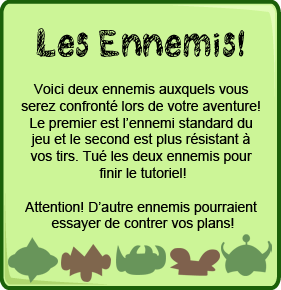 Les Ennemis!
Voici deux ennemis auxquels vous
serez confronté lors de votre aventure!
Le premier est l'ennemi standard du
jeu et le second est plus résistant à
vos tirs. Tué les deux ennemis pour
finir le tutoriel!
Attention! D'autre ennemis pourraient
essayer de contrer vos plans!